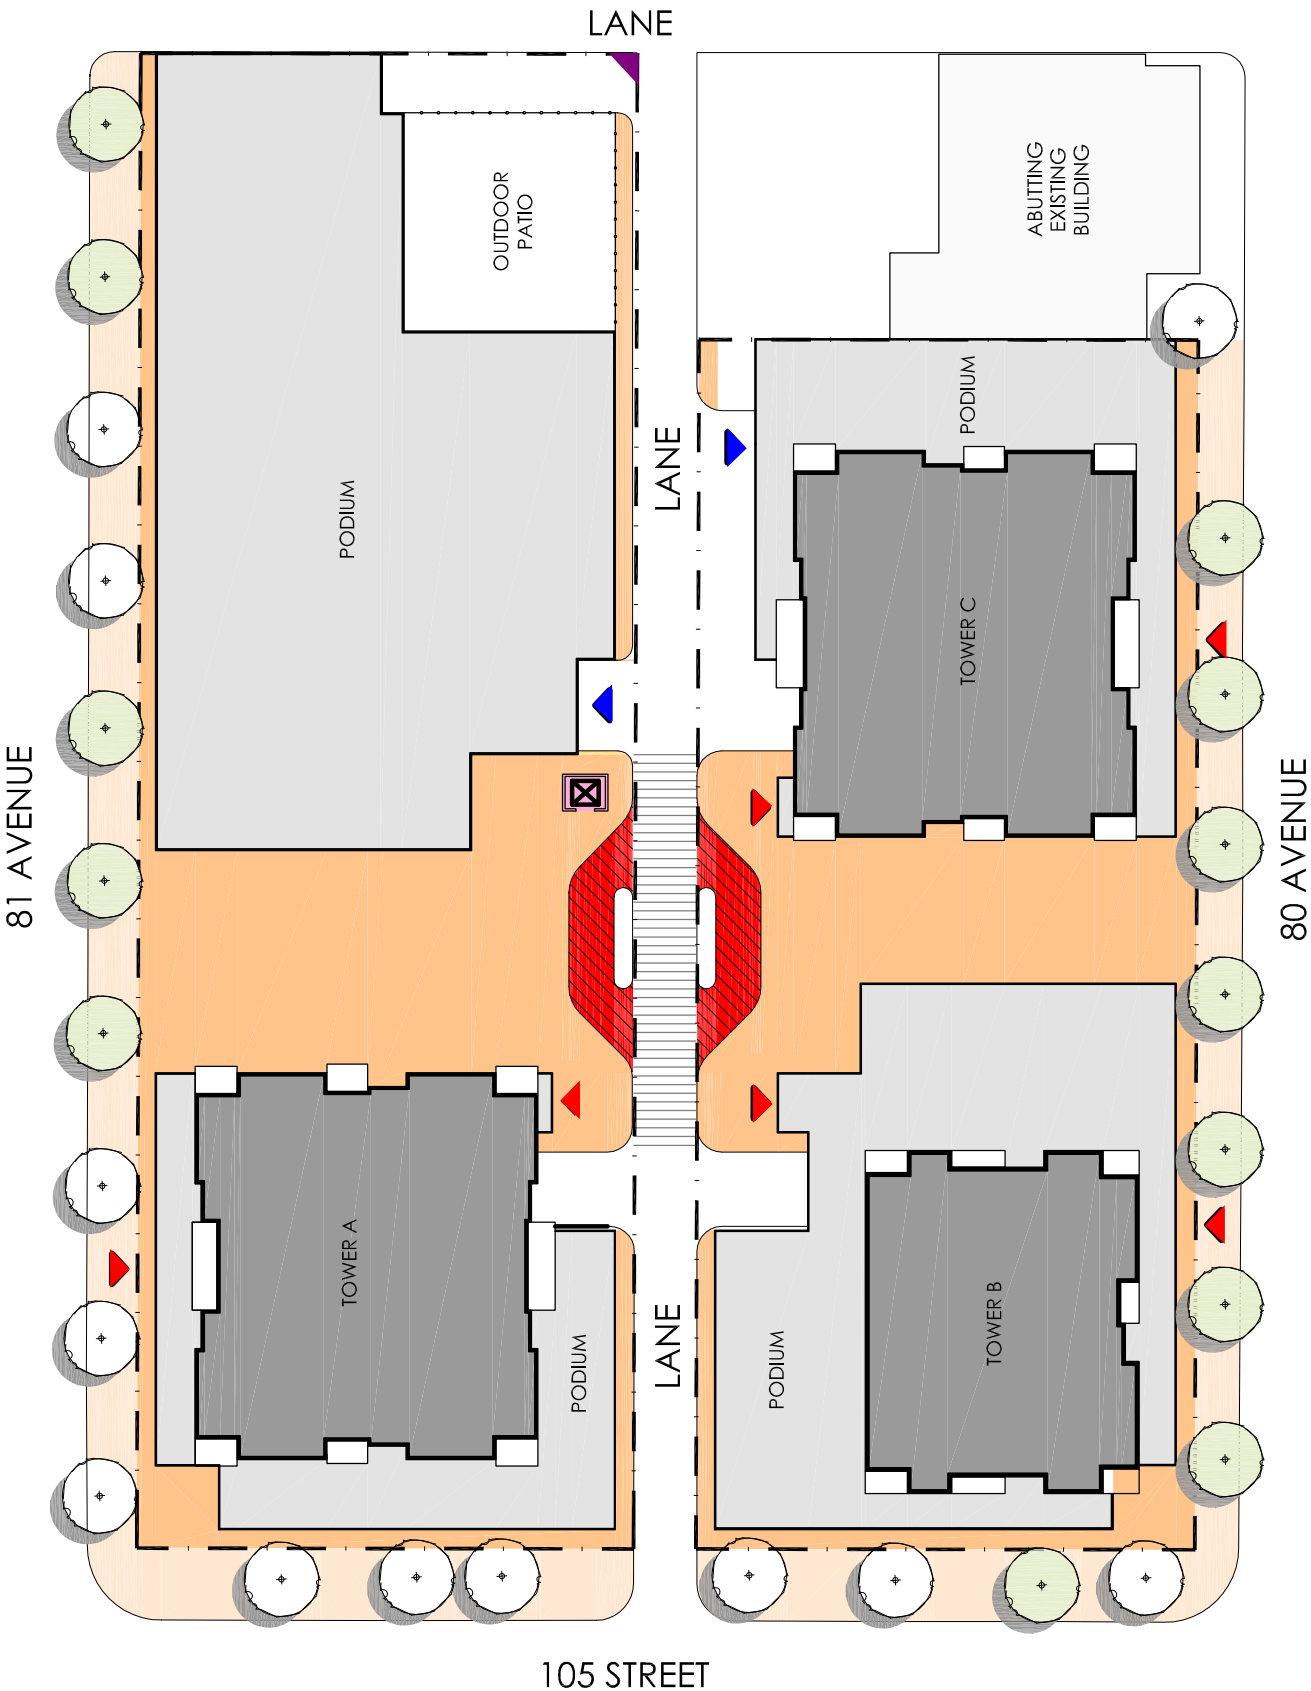 LANE
OUTDOOR
PATIO
ABUTTING
EXISTING
BUILDING
PODIUM
LANE
PODIUM
TOWER C
81 AVENUE
80 AVENUE
TOWER A
TOWER B
PODIUM
LANE
PODIUM
105 STREET